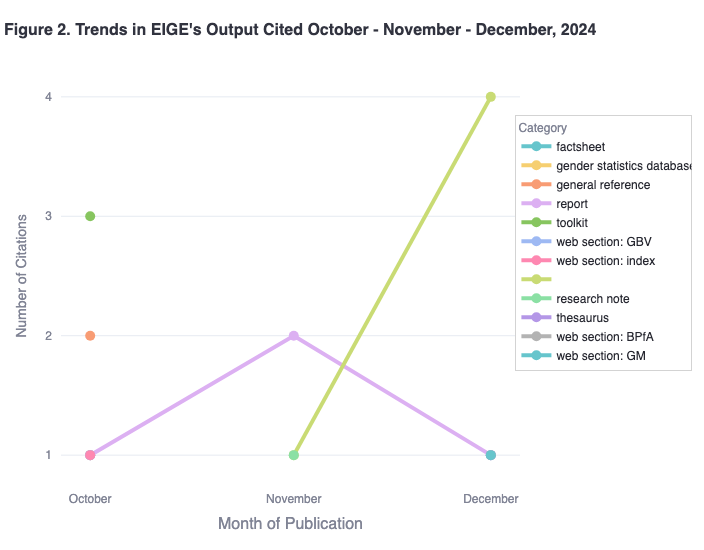 Figure 2. Trends in EIGE's Output Cited October - November - December, 2024
4
3
2
1
Number of Citations
October
November
December
Month of Publication
Category
factsheet
gender statistics database
general reference
report
toolkit
web section: GBV
web section: index
research note
thesaurus
web section: BPfA
web section: GM